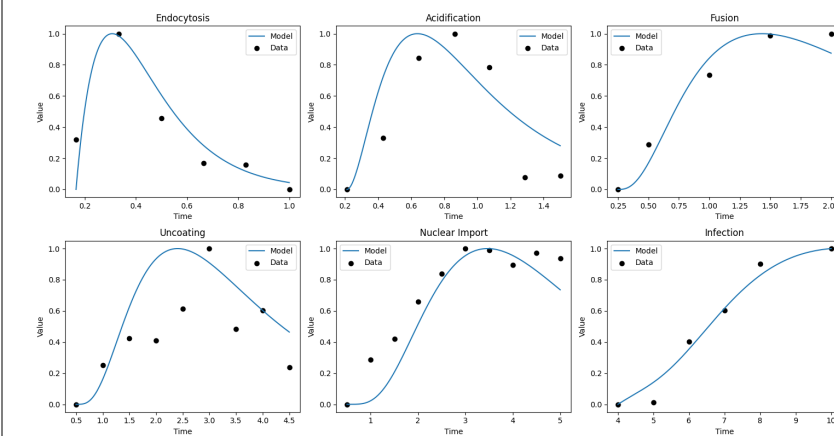 Endocytosis
1.0
0.8
0.6
0.4
0.2
0.0
Value
Model
Data
0.2
0.4
0.6
0.8
1.0
Time
Acidification
1.0
0.8
0.6
0.4
0.2
0.0
Value
Model
Data
0.2
0.4
0.6
0.8
1.0
1.2
1.4
Time
Fusion
1.0
0.8
0.6
0.4
0.2
0.0
Value
Model
Data
0.25
0.50
0.75
1.00
1.25
1.50
1.75
Time
Uncoating
1.0
0.8
0.6
0.4
0.2
0.0
Value
Model
Data
0.5
1.0
1.5
2.0
2.5
3.0
3.5
4.0
4.5
Time
Nuclear Import
1.0
0.8
0.6
0.4
0.2
0.0
Value
Model
Data
1
2
3
4
5
Time
Infection
1.0
0.8
0.6
0.4
0.2
0.0
Value
Model
Data
4
5
6
7
8
9
10
Time